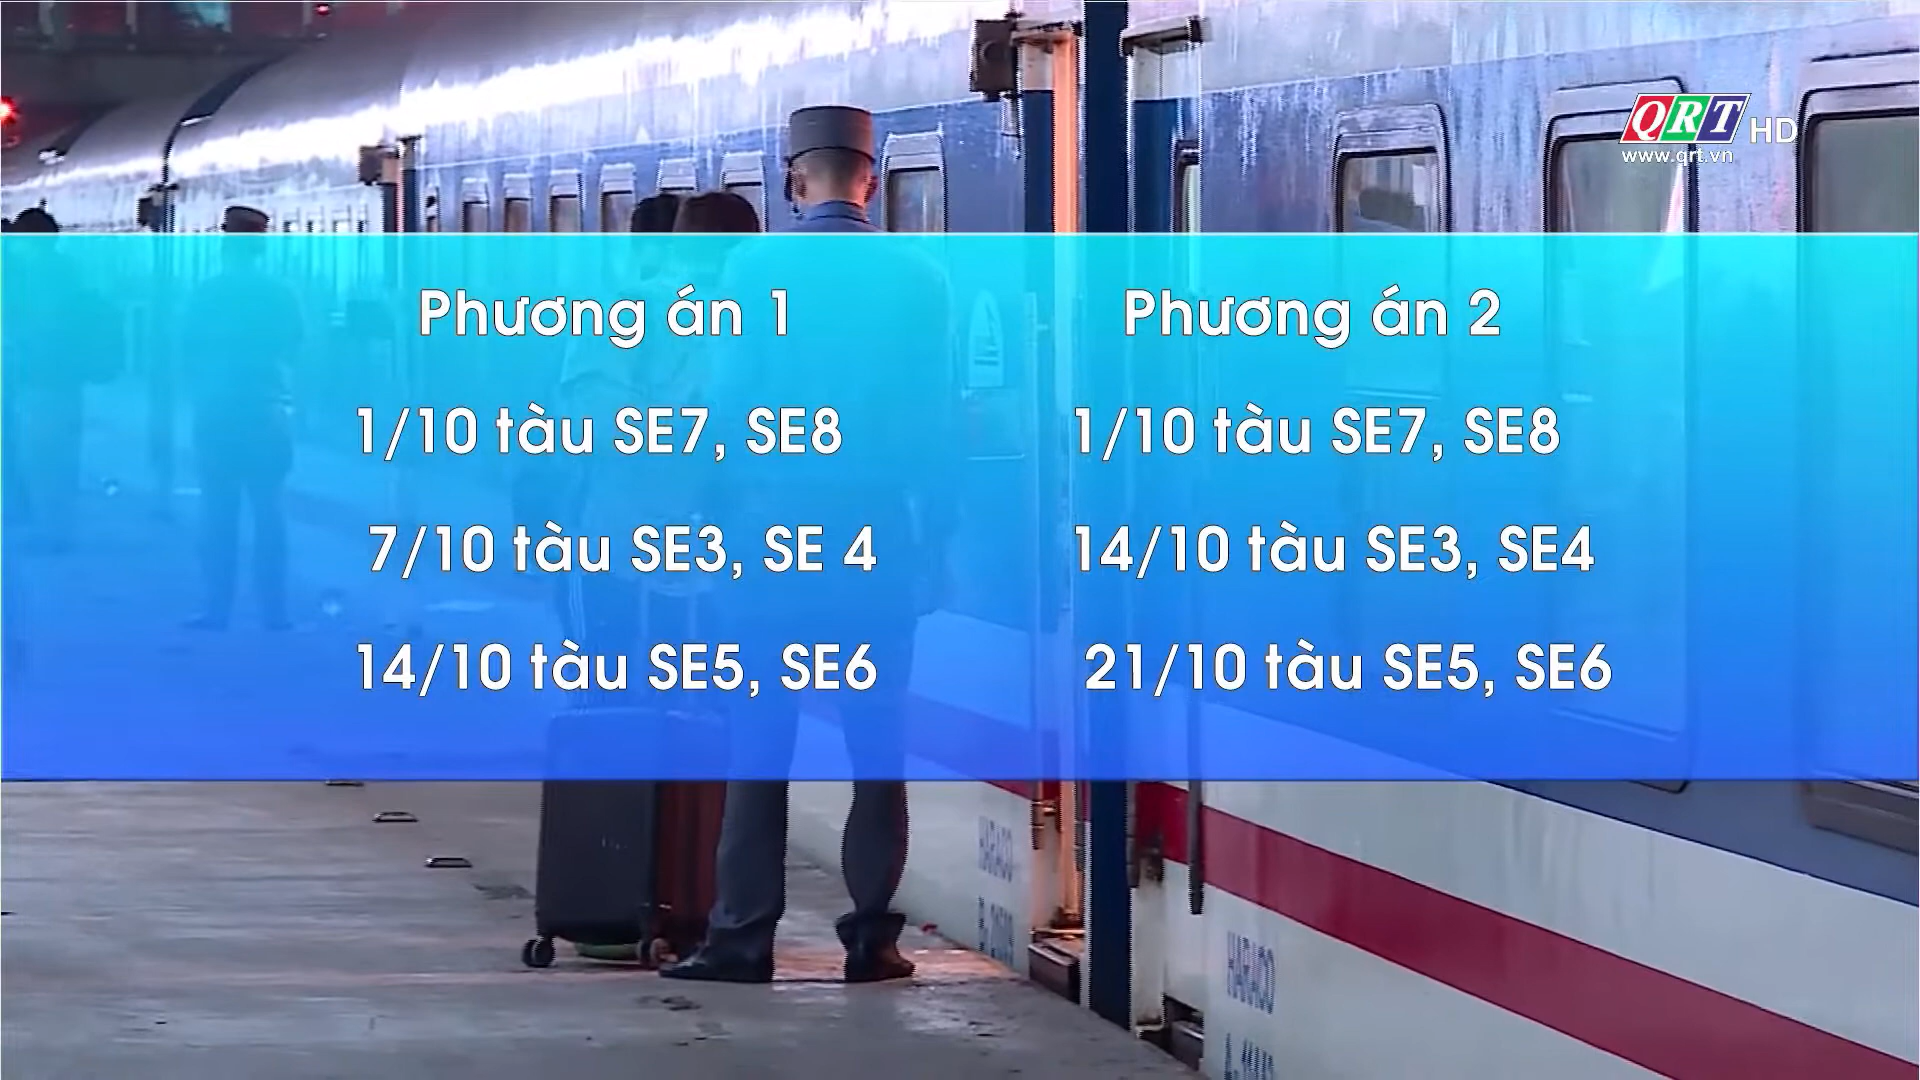 QRT HD
www.qrt.vn
Phương án 1
1/10 tàu SE7, SE8
7/10 tàu SE3, SE 4
14/10 tàu SE5, SE6
Phương án 2
1/10 tàu SE7, SE8
14/10 tàu SE3, SE4
21/10 tàu SE5, SE6
HARACO
HARACO